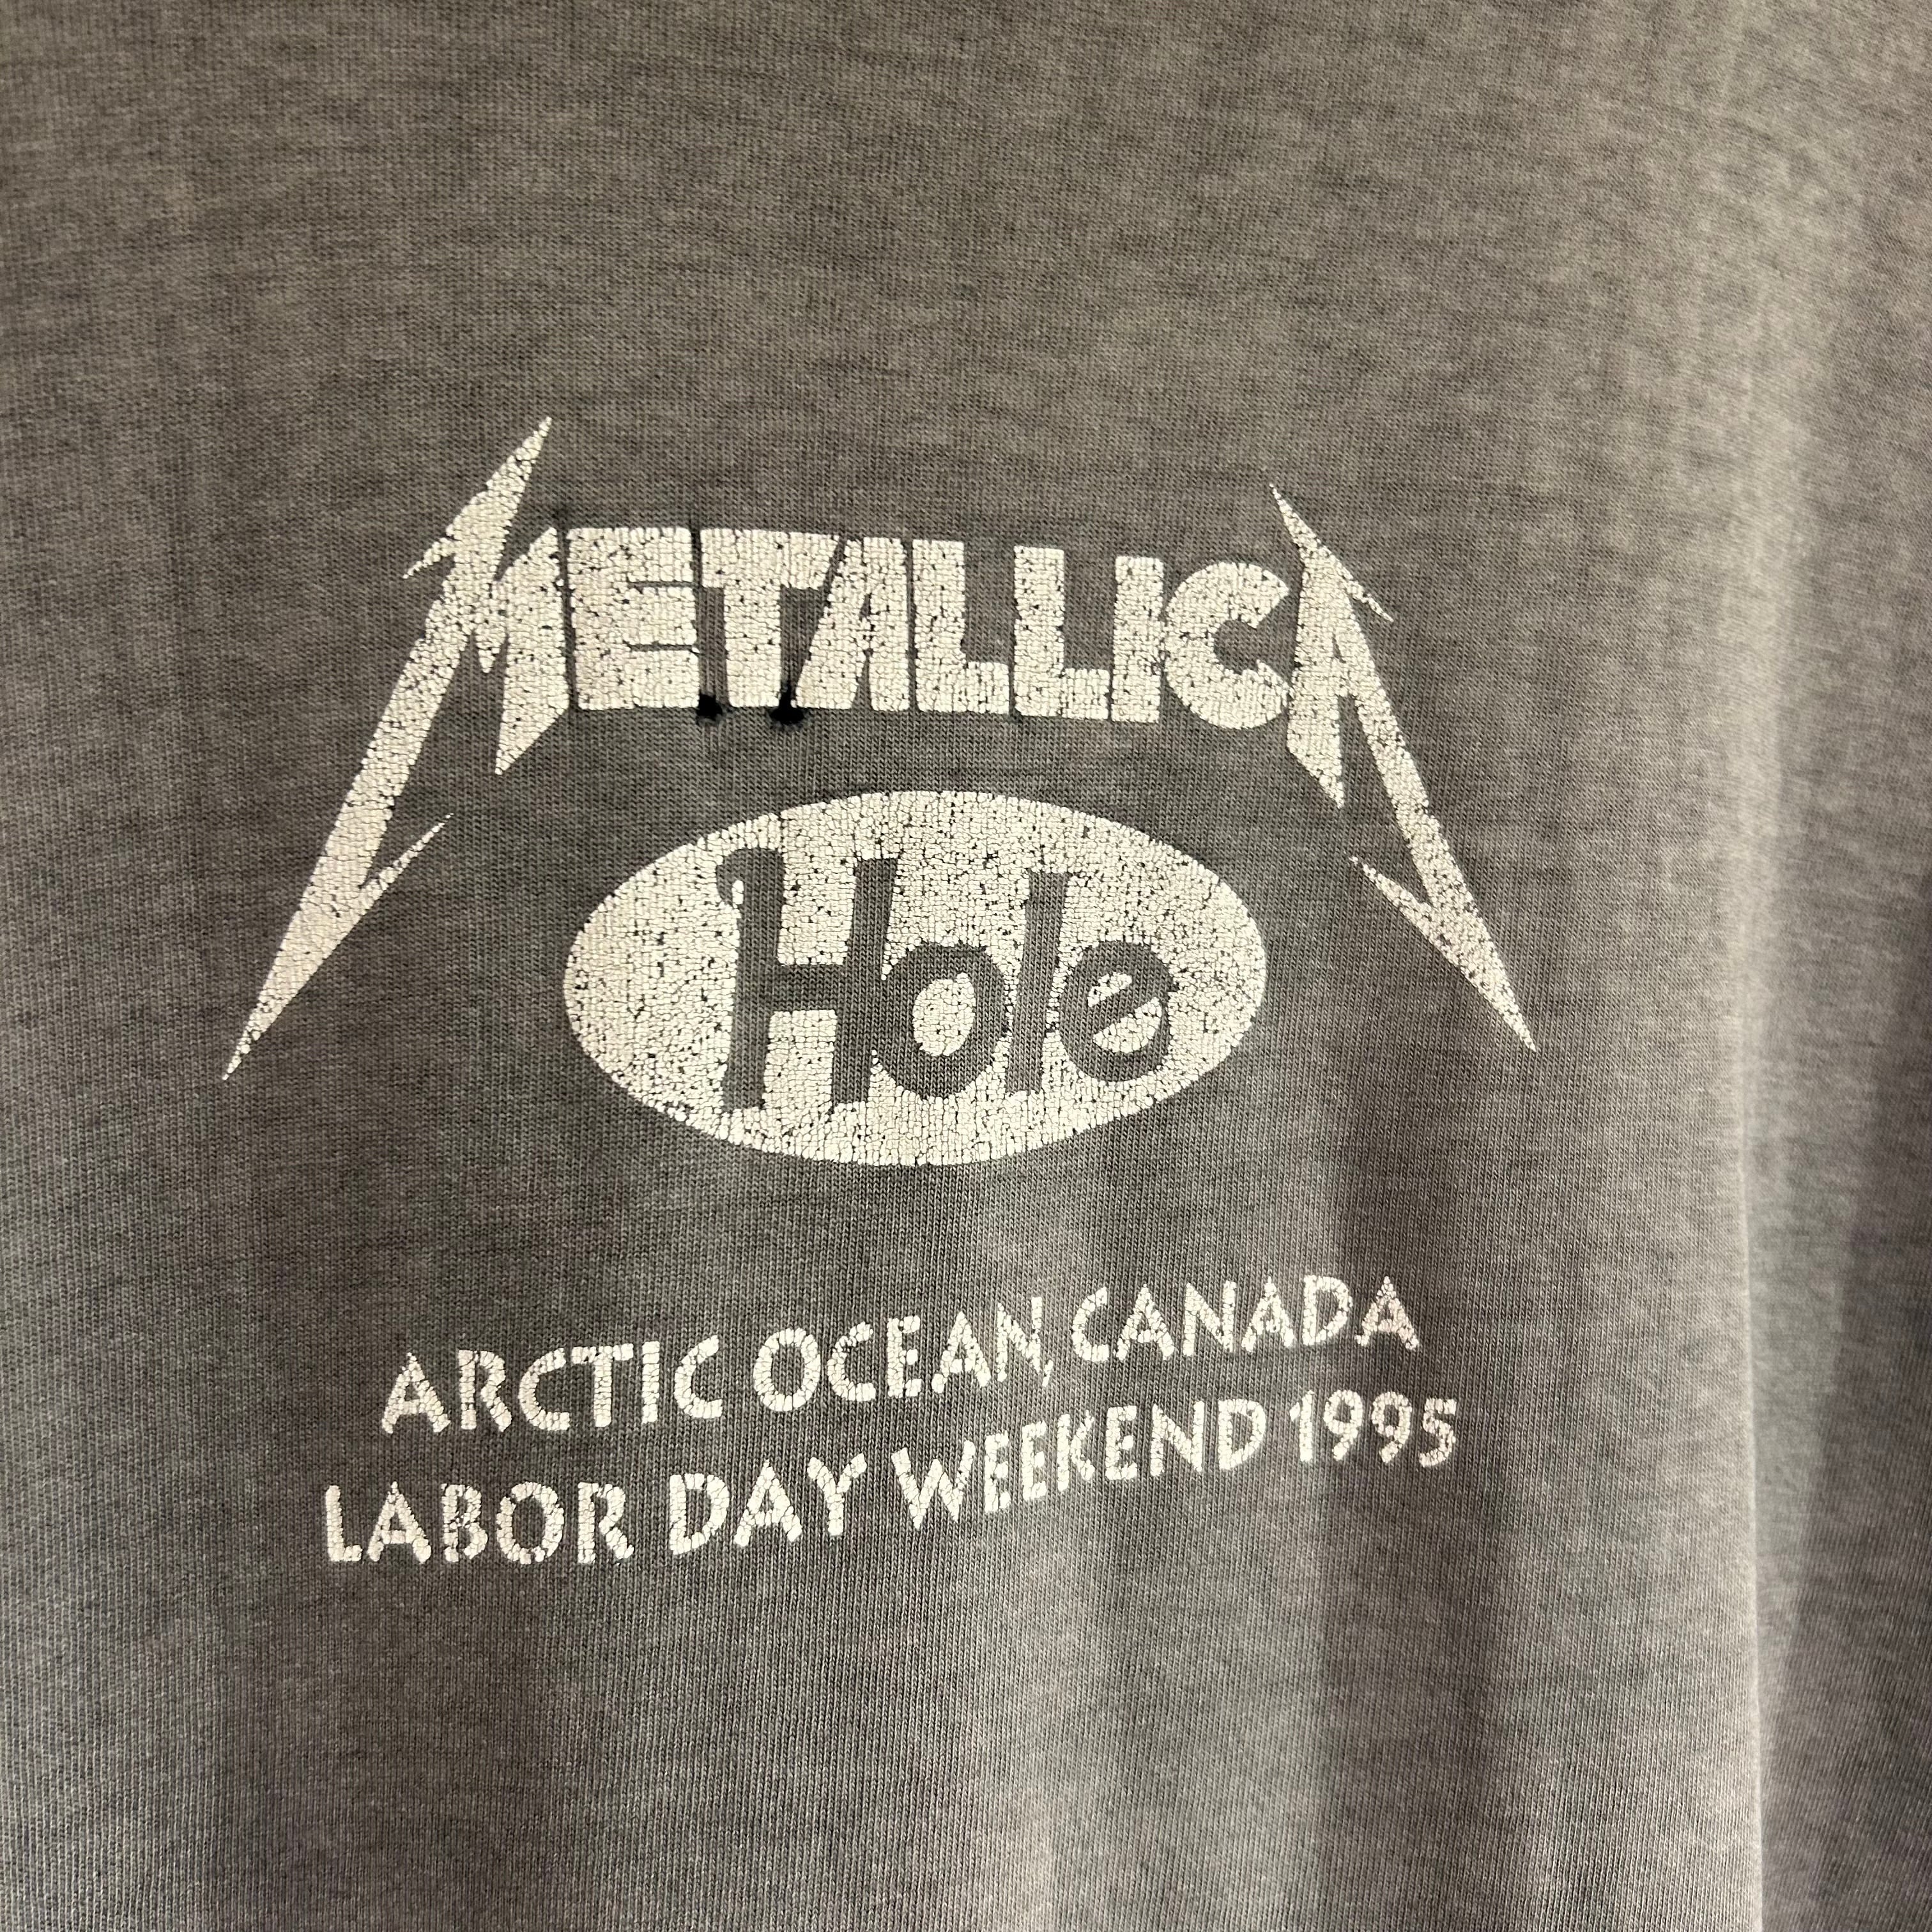 METALLICA
Hole
ARCTIC OCEAN, CANADA
LABOR DAY WEEKEND 1995